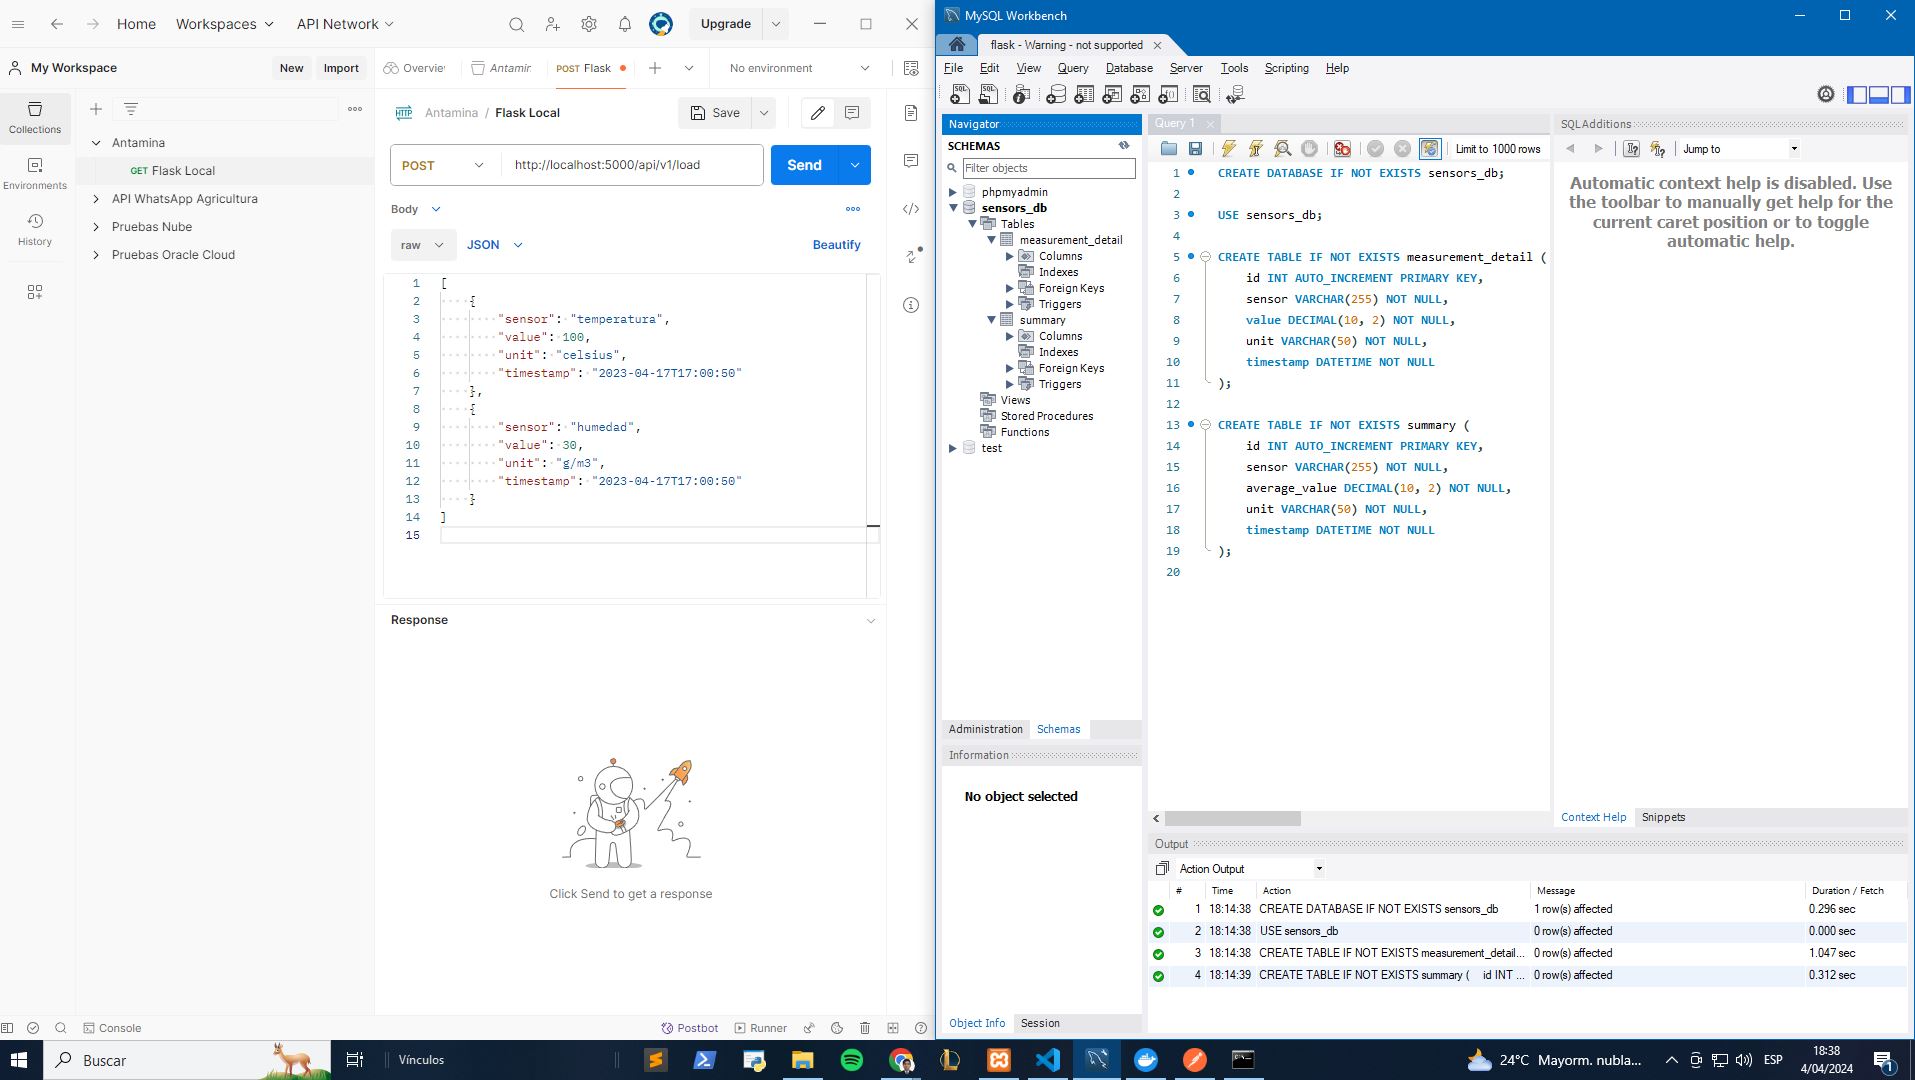 Home
Workspaces
API Network
Upgrade
My Workspace
New
Import
Overvie
Antamir
POST Flask
No environment
Collections
Environments
History
Antamina
GET Flask Local
API WhatsApp Agricultura
Pruebas Nube
Pruebas Oracle Cloud
HTTP
Antamina / Flask Local
Save
POST
http://localhost:5000/api/v1/load
Send
Body
raw
JSON
Beautify
1 [
2 {
3 "sensor": "temperatura",
4 "value": 100,
5 "unit": "celsius",
6 "timestamp": "2023-04-17T17:00:50"
7 },
8 {
9 "sensor": "humedad",
10 "value": 30,
11 "unit": "g/m3",
12 "timestamp": "2023-04-17T17:00:50"
13 }
14 ]
15
Response
Click Send to get a response
Console
Postbot
Runner
MySQL Workbench
flask - Warning - not supported
File Edit View Query Database Server Tools Scripting Help
Navigator
SCHEMAS
Filter objects
phpmyadmin
sensors_db
Tables
measurement_detail
Columns
Indexes
Foreign Keys
Triggers
summary
Columns
Indexes
Foreign Keys
Triggers
Views
Stored Procedures
Functions
test
Administration Schemas
Information
No object selected
Object Info Session
Query 1
Limit to 1000 rows
1 CREATE DATABASE IF NOT EXISTS sensors_db;
2
3 USE sensors_db;
4
5 CREATE TABLE IF NOT EXISTS measurement_detail (
6 id INT AUTO_INCREMENT PRIMARY KEY,
7 sensor VARCHAR(255) NOT NULL,
8 value DECIMAL(10, 2) NOT NULL,
9 unit VARCHAR(50) NOT NULL,
10 timestamp DATETIME NOT NULL
11 );
12
13 CREATE TABLE IF NOT EXISTS summary (
14 id INT AUTO_INCREMENT PRIMARY KEY,
15 sensor VARCHAR(255) NOT NULL,
16 average_value DECIMAL(10, 2) NOT NULL,
17 unit VARCHAR(50) NOT NULL,
18 timestamp DATETIME NOT NULL
19 );
20
SQLAdditions
Jump to
Automatic context help is disabled. Use
the toolbar to manually get help for the
current caret position or to toggle
automatic help.
Context Help Snippets
Output
Action Output
# Time Action Message Duration / Fetch
1 18:14:38 CREATE DATABASE IF NOT EXISTS sensors_db 1 row(s) affected 0.296 sec
2 18:14:38 USE sensors_db 0 row(s) affected 0.000 sec
3 18:14:38 CREATE TABLE IF NOT EXISTS measurement_detail... 0 row(s) affected 1.047 sec
4 18:14:39 CREATE TABLE IF NOT EXISTS summary ( id INT ... 0 row(s) affected 0.312 sec
Buscar
Vínculos
24°C Mayorm. nubla...
ESP
18:38
4/04/2024
1